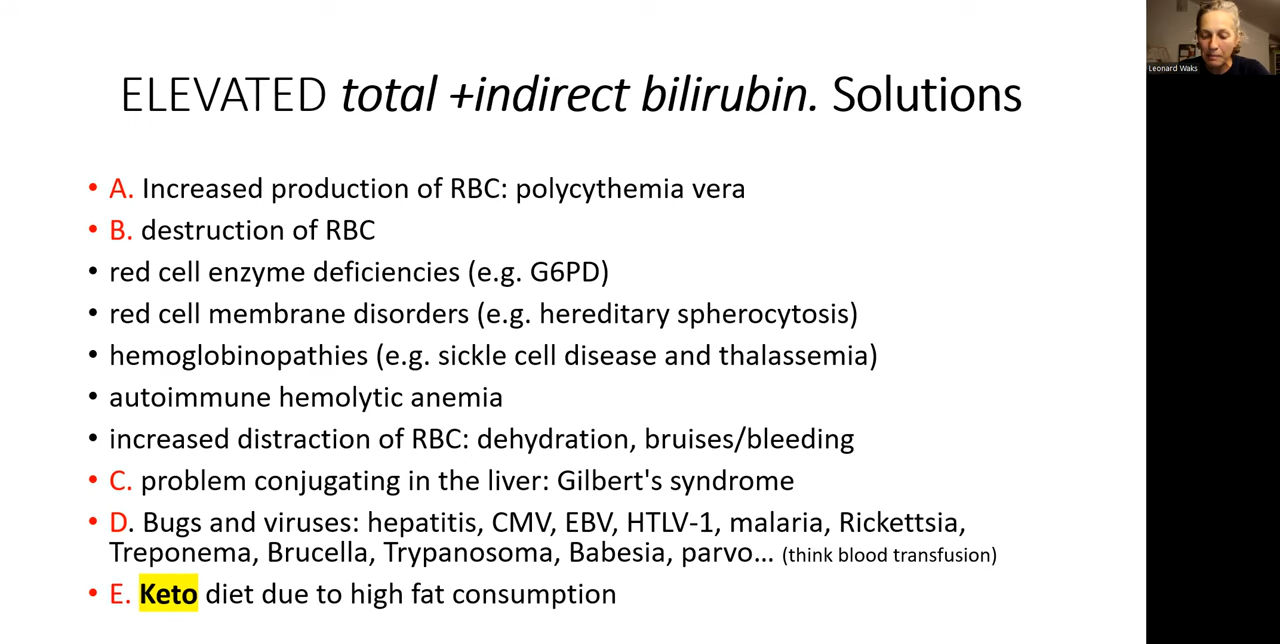 ELEVATED total +indirect bilirubin. Solutions
Leonard Waks
• A. Increased production of RBC: polycythemia vera
• B. destruction of RBC
• red cell enzyme deficiencies (e.g. G6PD)
• red cell membrane disorders (e.g. hereditary spherocytosis)
• hemoglobinopathies (e.g. sickle cell disease and thalassemia)
• autoimmune hemolytic anemia
• increased distraction of RBC: dehydration, bruises/bleeding
• C. problem conjugating in the liver: Gilbert's syndrome
• D. Bugs and viruses: hepatitis, CMV, EBV, HTLV-1, malaria, Rickettsia,
Treponema, Brucella, Trypanosoma, Babesia, parvo... (think blood transfusion)
• E. Keto diet due to high fat consumption